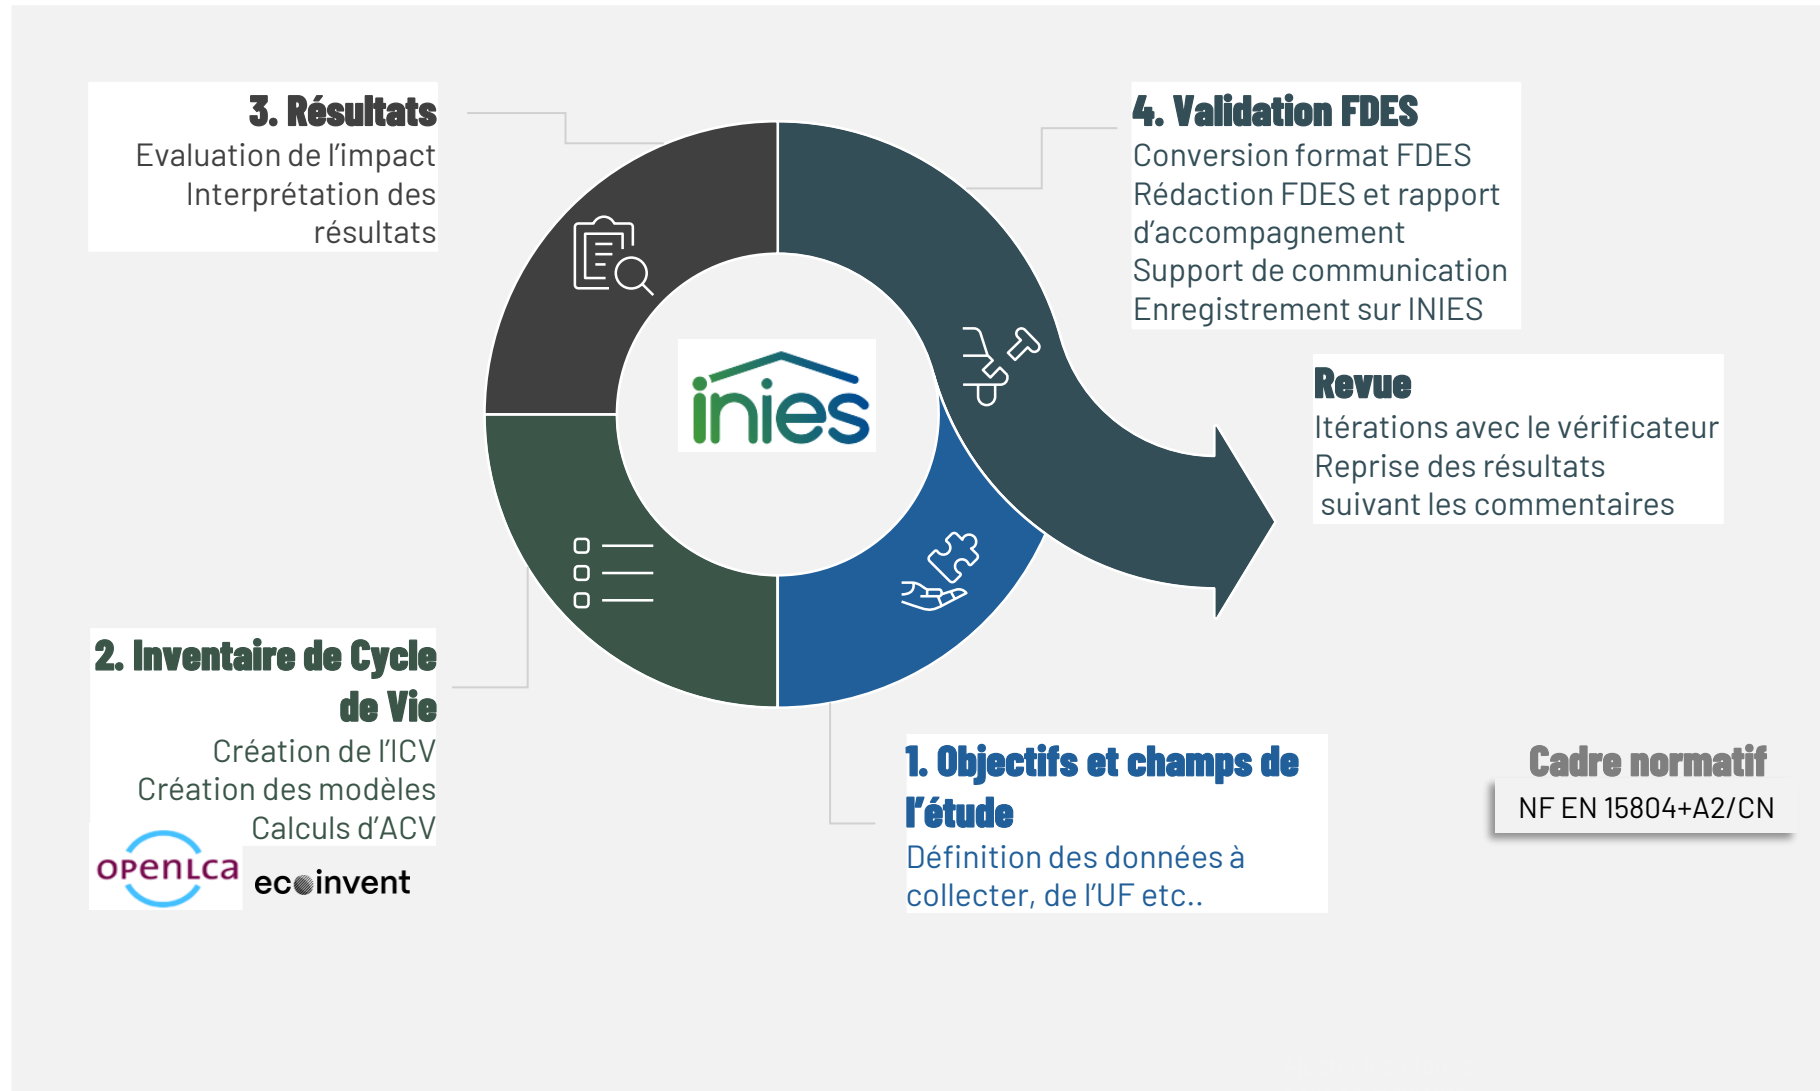 3. Résultats
Evaluation de l'impact
Interprétation des
résultats
4. Validation FDES
Conversion format FDES
Rédaction FDES et rapport
d'accompagnement
Support de communication
Enregistrement sur INIES
inies
Revue
Itérations avec le vérificateur
Reprise des résultats
suivant les commentaires
2. Inventaire de Cycle
de Vie
Création de l'ICV
Création des modèles
Calculs d'ACV
openLca
ecoinvent
1. Objectifs et champs de
l'étude
Définition des données à
collecter, de l'UF etc..
Cadre normatif
NF EN 15804+A2/CN